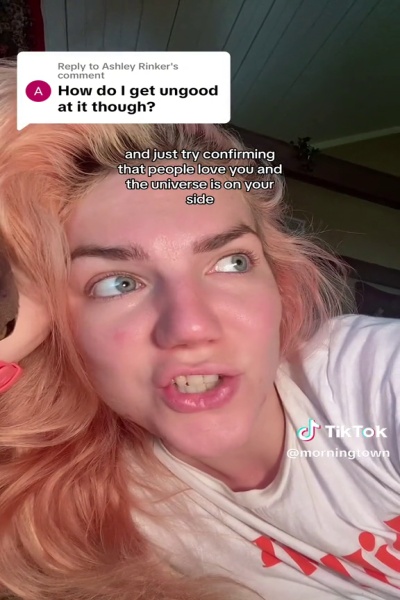 Reply to Ashley Rinker's
comment
A
How do I get ungood
at it though?
and just try confirming
that people love you and
the universe is on your
side
TikTok
@morningtown